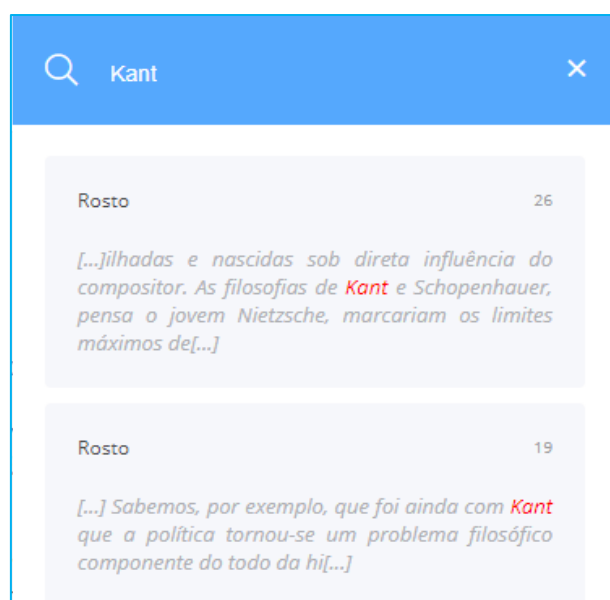 Kant
Rosto 26
[...]ilhadas e nascidas sob direta influência do
compositor. As filosofias de Kant e Schopenhauer,
pensa o jovem Nietzsche, marcariam os limites
máximos de[...]
Rosto 19
[...] Sabemos, por exemplo, que foi ainda com Kant
que a política tornou-se um problema filosófico
componente do todo da hi[...]